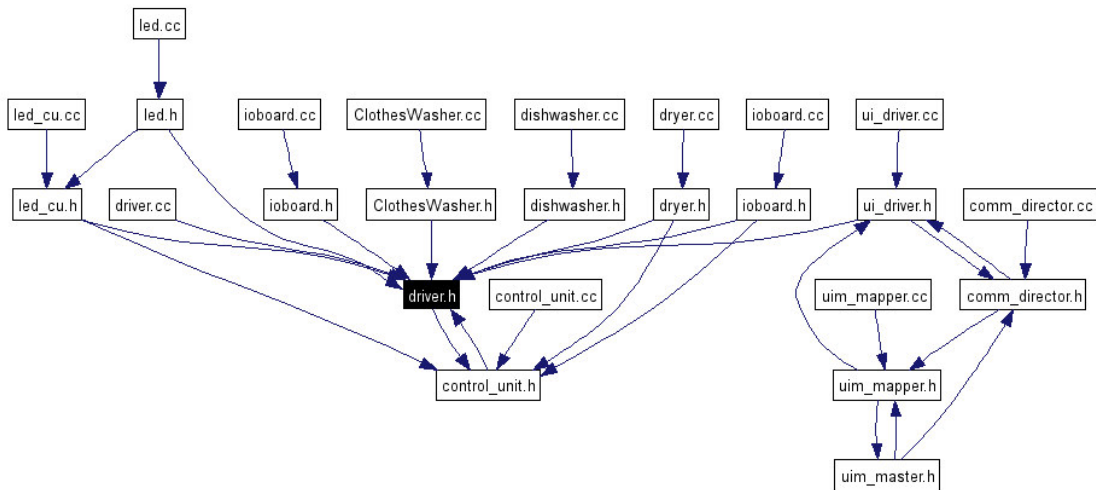 led.cc
led_cu.cc
led.h
ioboard.cc
ClothesWasher.cc
dishwasher.cc
dryer.cc
ioboard.cc
ui_driver.cc
led_cu.h
driver.cc
ioboard.h
ClothesWasher.h
dishwasher.h
dryer.h
ioboard.h
ui_driver.h
comm_director.cc
driver.h
control_unit.cc
uim_mapper.cc
comm_director.h
control_unit.h
uim_mapper.h
uim_master.h